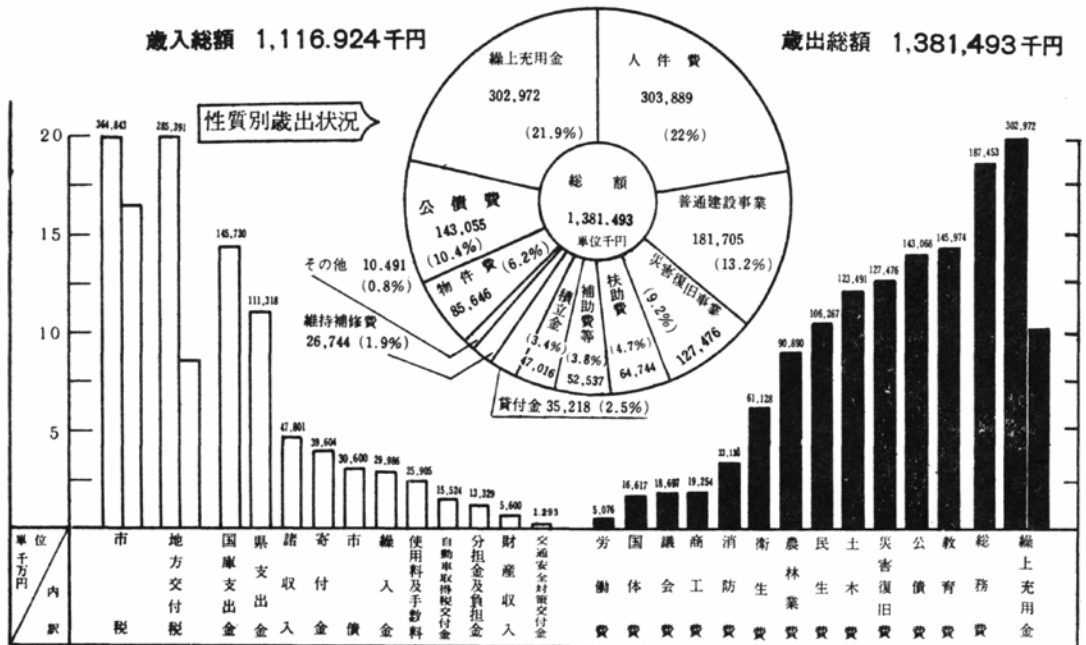 歳入総額 1,116.924千円
歳出総額 1,381,493千円
性質別歳出状況
総額
1,381.493
単位千円
人件費
303,889
(22%)
普通建設事業
181,705
(13.2%)
災害復旧事業
(9.2%)
127,476
扶助費
(4.7%)
64,744
補助費等
(3.8%)
52,537
積立金
(3.4%)
47,016
貸付金 35,218 (2.5%)
維持補修費
26,744 (1.9%)
その他 10.491
(0.8%)
物件費 (6.2%)
85,646
公債費
143,055
(10.4%)
繰上充用金
302,972
(21.9%)
20
15
10
5
344,843
285,391
145,730
111,318
47,801
39,604
30,600
29,986
25,905
15,524
13,329
5,600
1.293
5,076
16,617
18,697
19,254
33,136
61,128
90,890
106,267
123,491
127,476
143,068
145,974
187,453
302,972
単位千万円
内訳
市税
地方交付税
国庫支出金
県支出金
諸収入
寄付金
市債
繰入金
使用料及手数料
自動車取得税交付金
分担金及負担金
財産収入
交通安全対策交付金
労働費
国体費
議会費
商工費
消防費
衛生費
農林業費
民生費
土木費
災害復旧費
公債費
教育費
総務費
繰上充用金